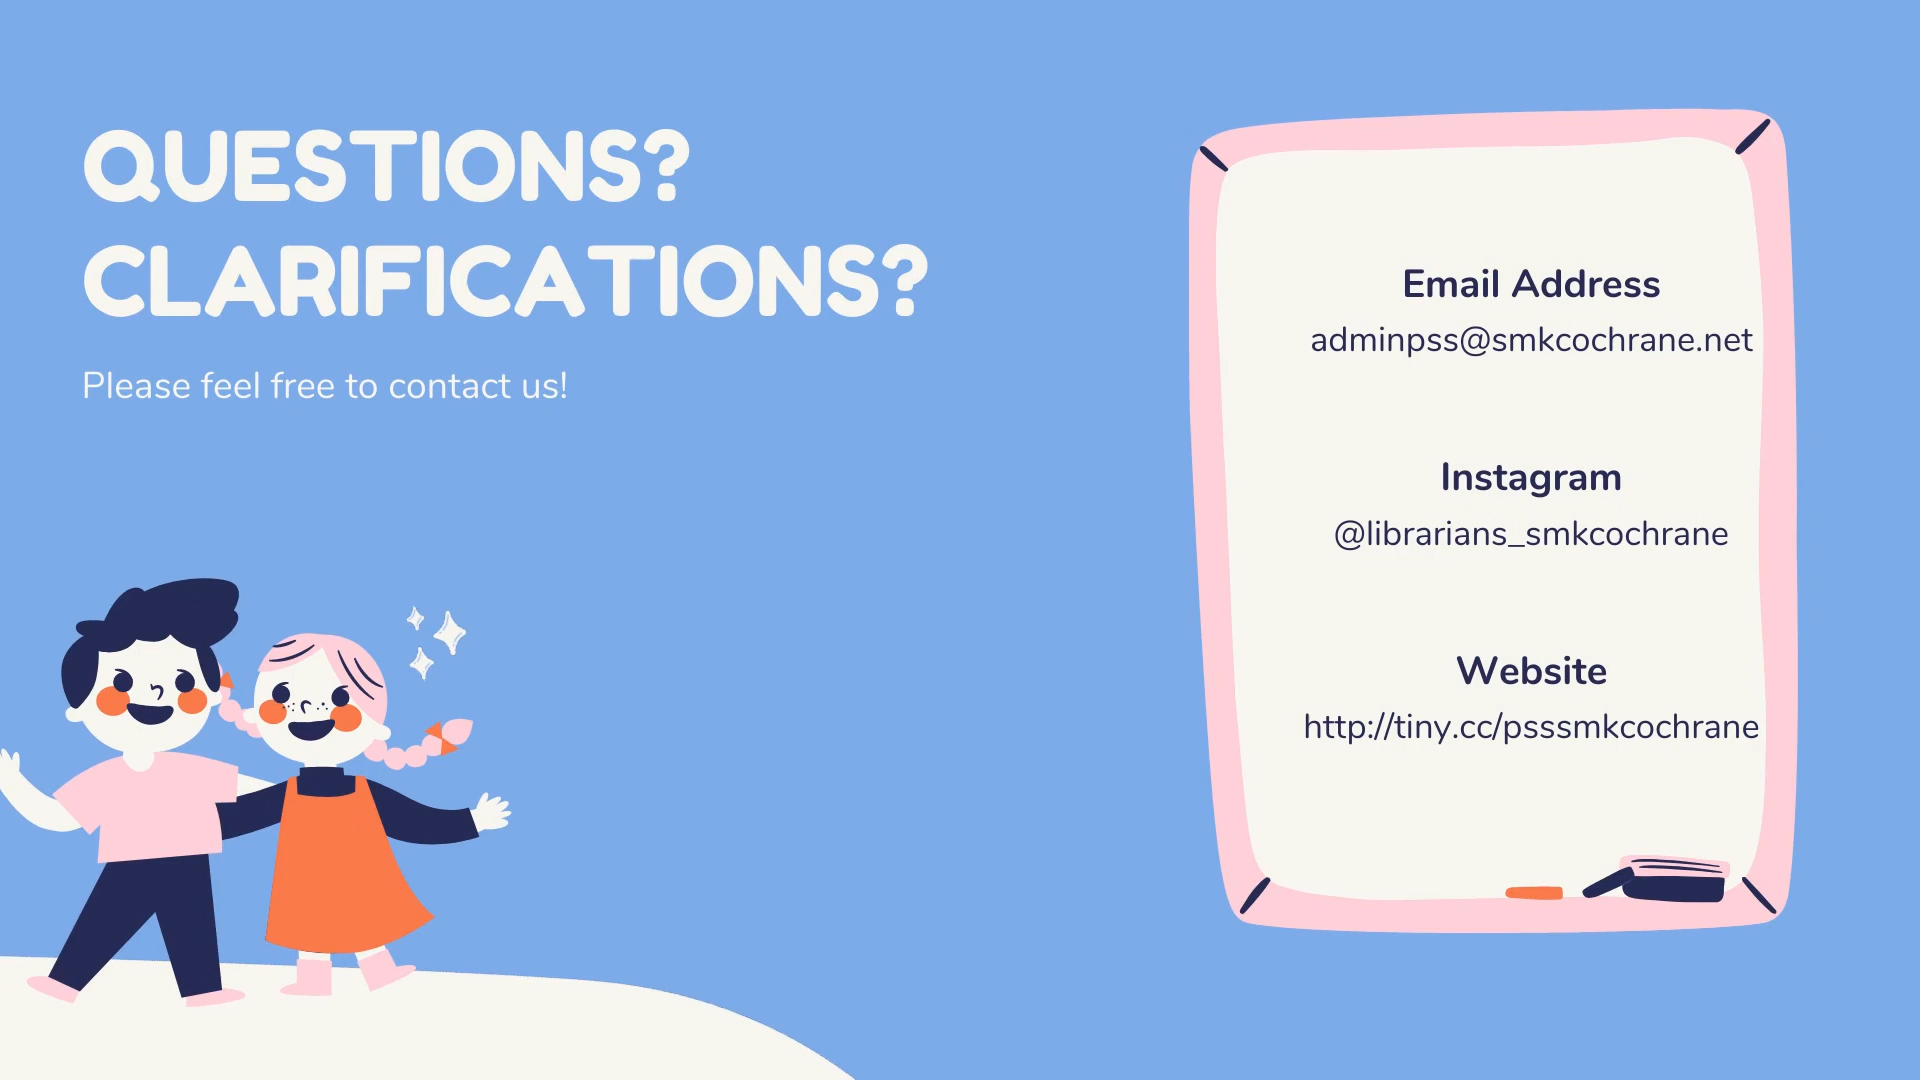 QUESTIONS?
CLARIFICATIONS?
Please feel free to contact us!
Email Address
adminpss@smkcochrane.net
Instagram
@librarians_smkcochrane
Website
http://tiny.cc/psssmkcochrane